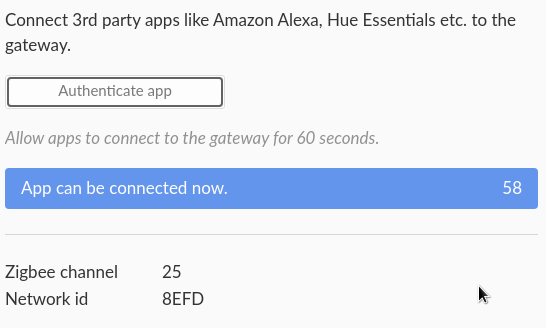 Connect 3rd party apps like Amazon Alexa, Hue Essentials etc. to the
gateway.
Authenticate app
Allow apps to connect to the gateway for 60 seconds.
App can be connected now. 58
Zigbee channel 25
Network id 8EFD